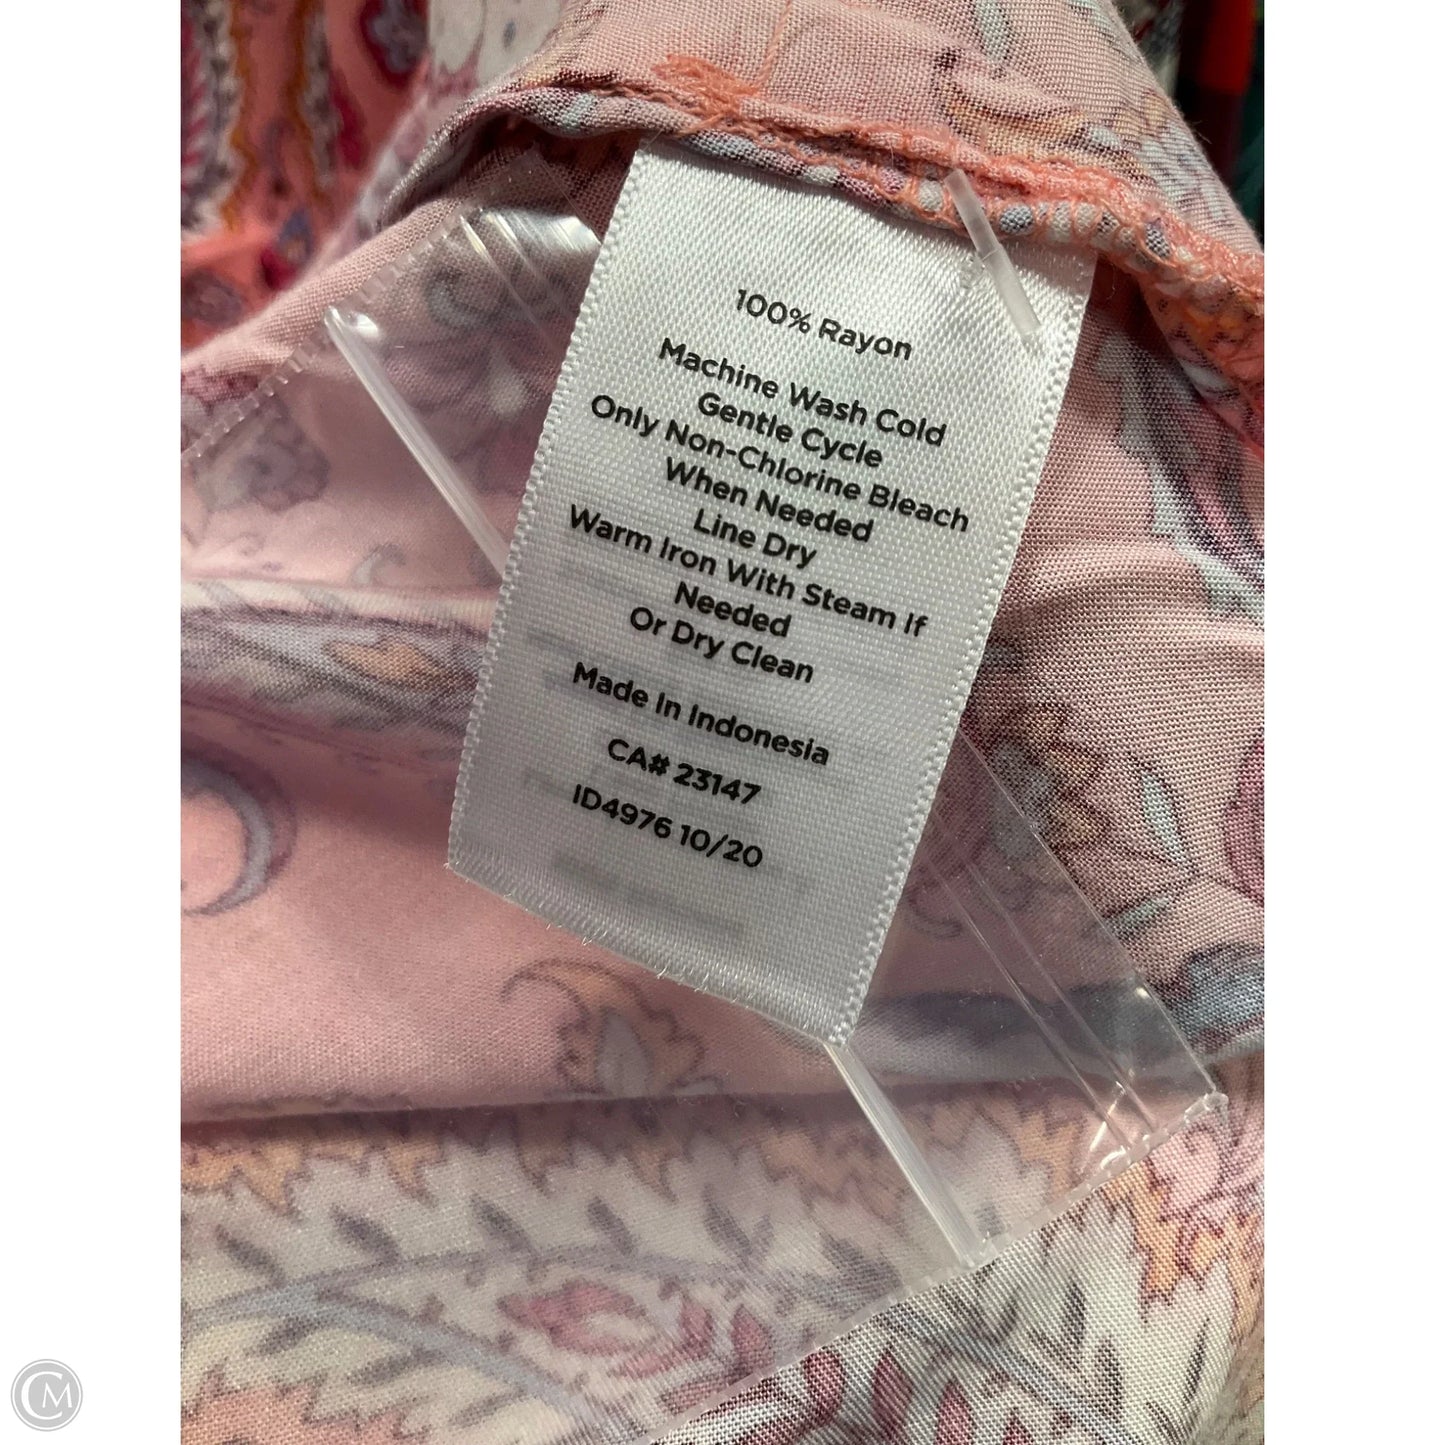 100% Rayon
Machine Wash Cold
Gentle Cycle
Only Non-Chlorine Bleach
When Needed
Line Dry
Warm Iron With Steam If
Needed
Or Dry Clean
Made In Indonesia
CA# 23147
ID4976 10/20
CM